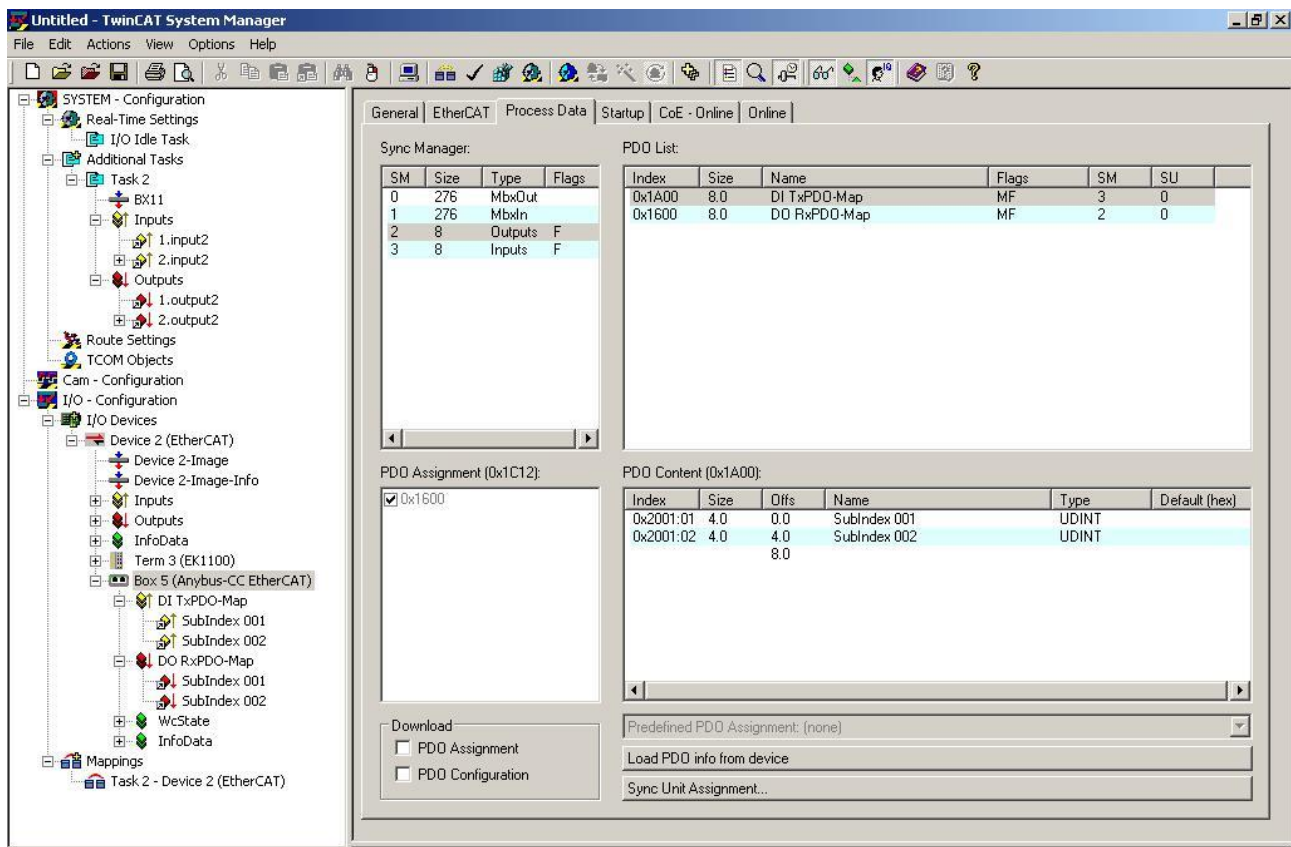 Untitled - TwinCAT System Manager
File Edit Actions View Options Help
SYSTEM - Configuration
Real-Time Settings
I/O Idle Task
Additional Tasks
Task 2
BX11
Inputs
1.input2
2.input2
Outputs
1.output2
2.output2
Route Settings
TCOM Objects
Cam - Configuration
I/O - Configuration
I/O Devices
Device 2 (EtherCAT)
Device 2-Image
Device 2-Image-Info
Inputs
Outputs
InfoData
Term 3 (EK1100)
Box 5 (Anybus-CC EtherCAT)
DI TxPDO-Map
SubIndex 001
SubIndex 002
DO RxPDO-Map
SubIndex 001
SubIndex 002
WcState
InfoData
Mappings
Task 2 - Device 2 (EtherCAT)
General EtherCAT Process Data Startup CoE - Online Online
Sync Manager:
SM Size Type Flags
0 276 MbxOut
1 276 MbxIn
2 8 Outputs F
3 8 Inputs F
PDO List:
Index Size Name Flags SM SU
0x1A00 8.0 DI TxPDO-Map MF 3 0
0x1600 8.0 DO RxPDO-Map MF 2 0
PDO Assignment (0x1C12):
0x1600
PDO Content (0x1A00):
Index Size Offs Name Type Default (hex)
0x2001:01 4.0 0.0 SubIndex 001 UDINT
0x2001:02 4.0 4.0 SubIndex 002 UDINT
8.0
Download
PDO Assignment
PDO Configuration
Predefined PDO Assignment: (none)
Load PDO info from device
Sync Unit Assignment...